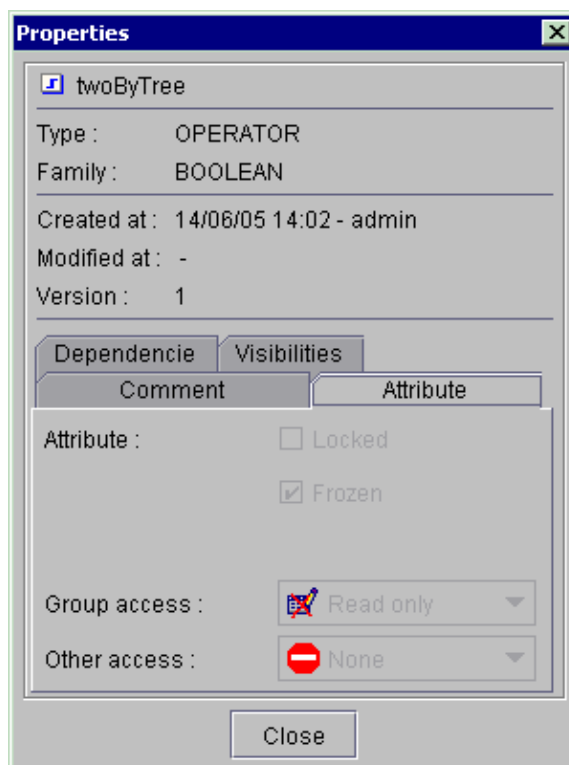 Properties
twoByTree
Type : OPERATOR
Family : BOOLEAN
Created at : 14/06/05 14:02 - admin
Modified at : -
Version : 1
Dependencie Visibilities
Comment Attribute
Attribute : Locked
Frozen
Group access : Read only
Other access : None
Close